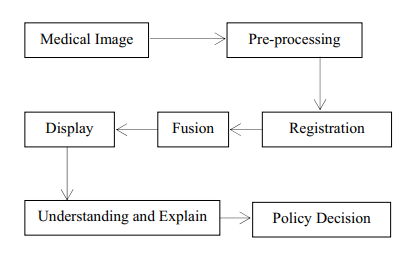 Medical Image
Pre-processing
Display
Fusion
Registration
Understanding and Explain
Policy Decision